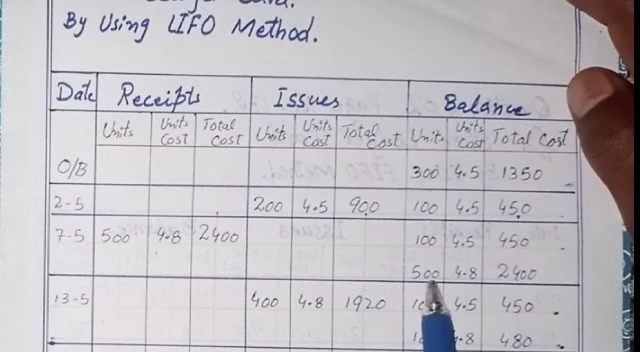 By Using LIFO Method.
Date Receipts Issues Balance
Units Units Cost Total Cost Units Units Cost Total Cost Units Units Cost Total Cost
O/B 300 4.5 1350
2-5 200 4.5 900 100 4.5 450
7-5 500 4.8 2400 100 4.5 450
500 4.8 2400
13-5 400 4.8 1920 4.5 450
480